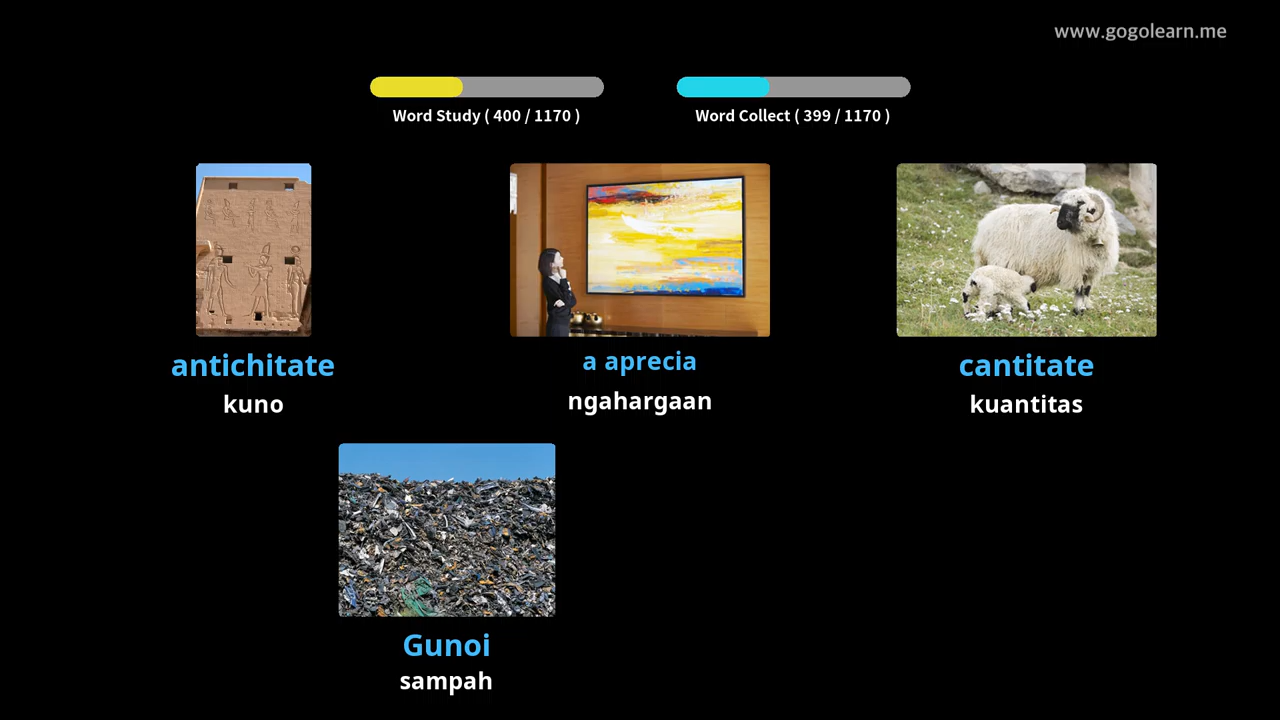 www.gogolearn.me
Word Study ( 400 / 1170 )
Word Collect ( 399 / 1170 )
antichitate
kuno
a aprecia
ngahargaan
cantitate
kuantitas
Gunoi
sampah